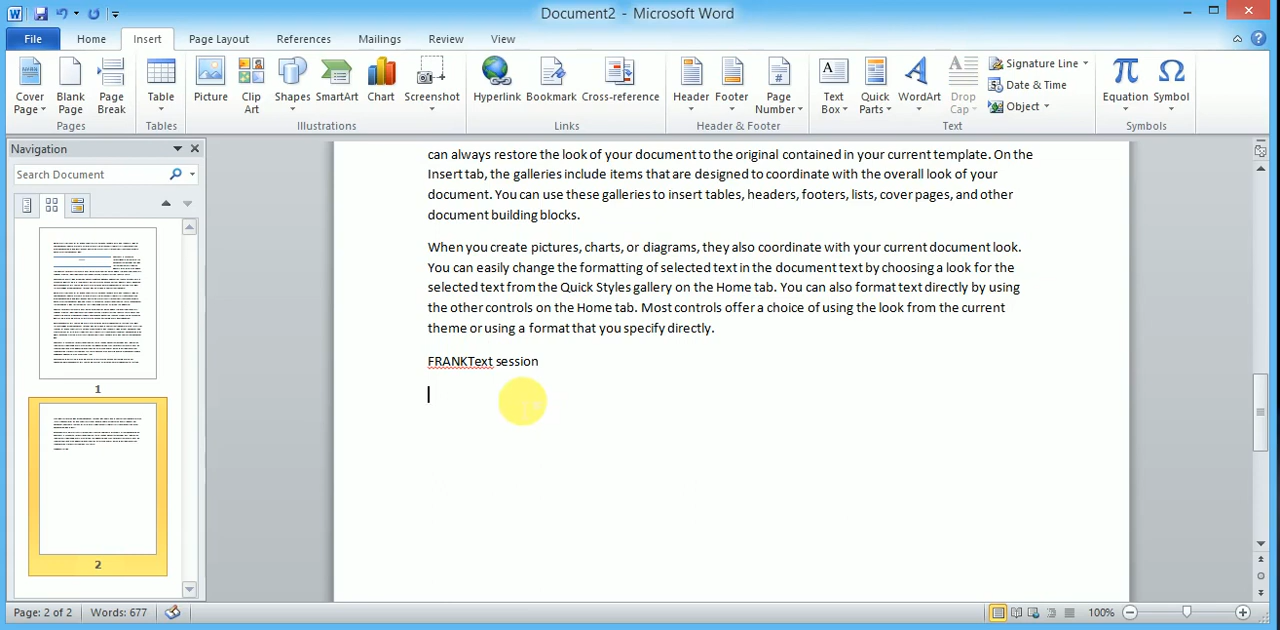 Document2 - Microsoft Word
File Home Insert Page Layout References Mailings Review View
Cover Page Blank Page Page Break Table Picture Clip Art Shapes SmartArt Chart Screenshot Hyperlink Bookmark Cross-reference Header Footer Page Number Text Box Quick Parts WordArt Drop Cap Signature Line Date & Time Object Equation Symbol
Pages Tables Illustrations Links Header & Footer Text Symbols
Navigation
Search Document
1
2
can always restore the look of your document to the original contained in your current template. On the
Insert tab, the galleries include items that are designed to coordinate with the overall look of your
document. You can use these galleries to insert tables, headers, footers, lists, cover pages, and other
document building blocks.
When you create pictures, charts, or diagrams, they also coordinate with your current document look.
You can easily change the formatting of selected text in the document text by choosing a look for the
selected text from the Quick Styles gallery on the Home tab. You can also format text directly by using
the other controls on the Home tab. Most controls offer a choice of using the look from the current
theme or using a format that you specify directly.
FRANKText session
Page: 2 of 2 Words: 677 100%